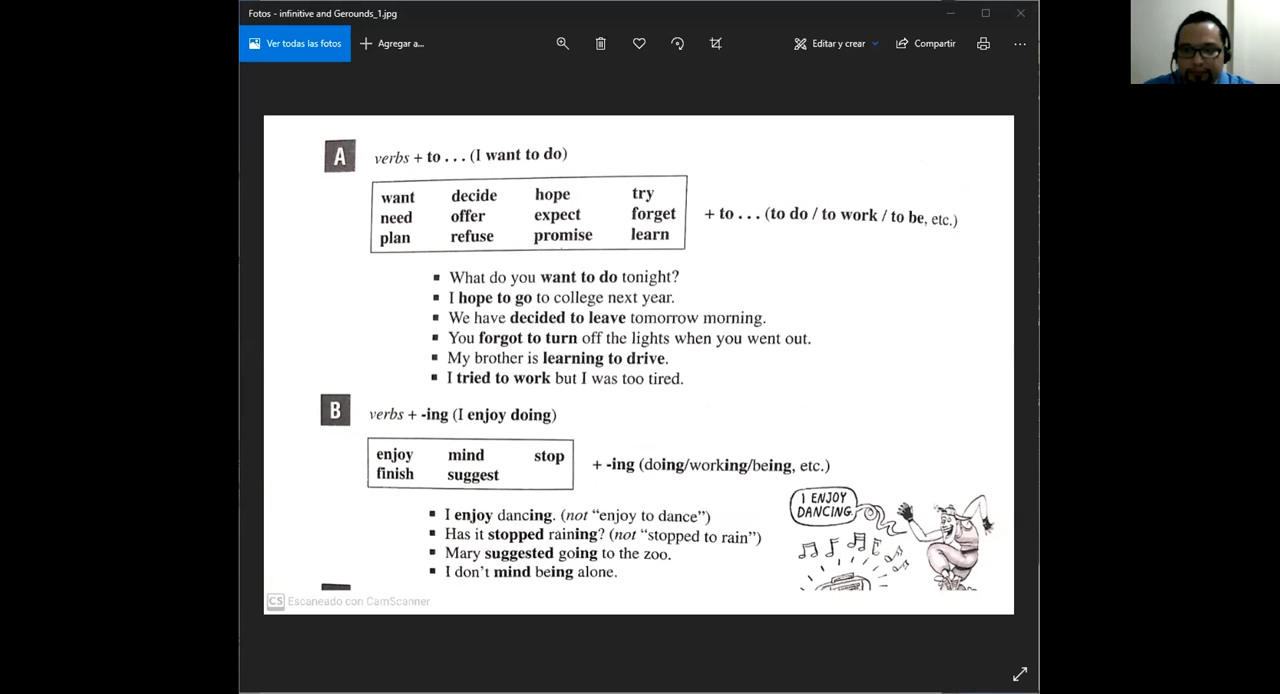 Fotos - infinitive and Gerounds_1.jpg
Ver todas las fotos
Agregar a...
Editar y crear
Compartir
A
verbs + to . . . (I want to do)
want decide hope try
need offer expect forget
plan refuse promise learn
+ to . . . (to do / to work / to be, etc.)
▪ What do you want to do tonight?
▪ I hope to go to college next year.
▪ We have decided to leave tomorrow morning.
▪ You forgot to turn off the lights when you went out.
▪ My brother is learning to drive.
▪ I tried to work but I was too tired.
B
verbs + -ing (I enjoy doing)
enjoy mind stop
finish suggest
+ -ing (doing/working/being, etc.)
▪ I enjoy dancing. (not “enjoy to dance”)
▪ Has it stopped raining? (not “stopped to rain”)
▪ Mary suggested going to the zoo.
▪ I don't mind being alone.
I ENJOY
DANCING.
CS Escaneado con CamScanner